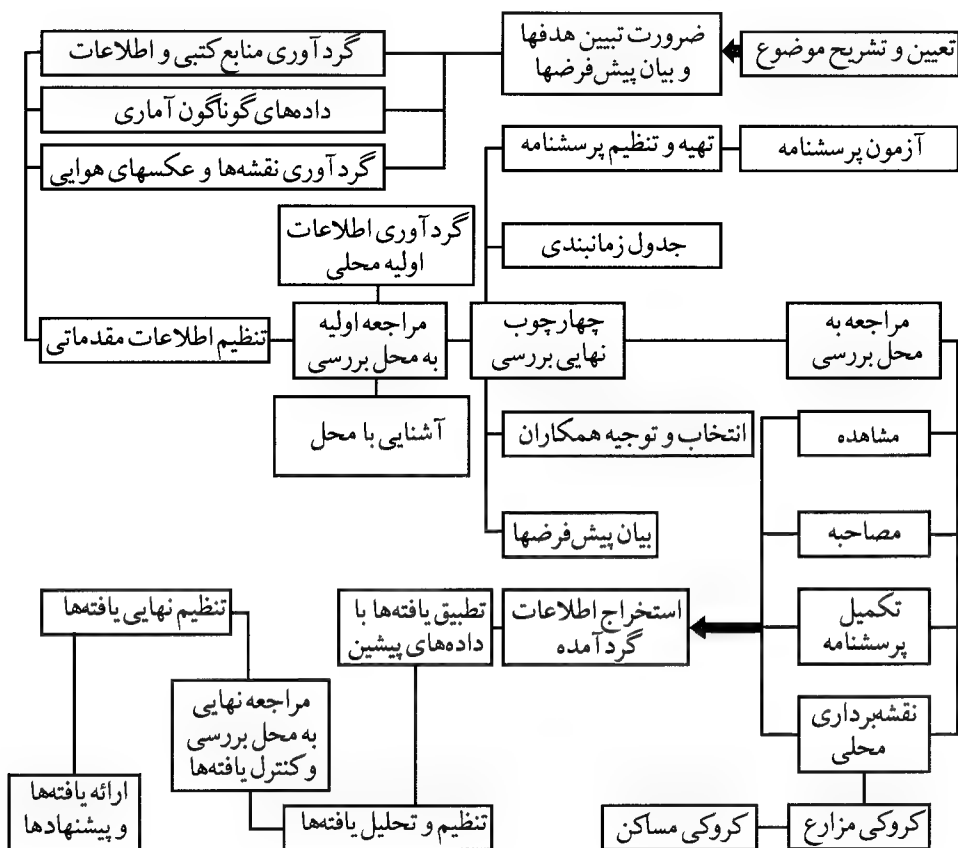 تعیین و تشریح موضوع
ضرورت تبیین هدفها
و بیان پیش‌فرضها
گردآوری منابع کتبی و اطلاعات
داده‌های گوناگون آماری
گردآوری نقشه‌ها و عکسهای هوایی
آزمون پرسشنامه
تهیه و تنظیم پرسشنامه
جدول زمانبندی
گردآوری اطلاعات
اولیه محلی
مراجعه به
محل بررسی
چهارچوب
نهایی بررسی
مراجعه اولیه
به محل بررسی
تنظیم اطلاعات مقدماتی
آشنایی با محل
انتخاب و توجیه همکاران
بیان پیش‌فرضها
مشاهده
مصاحبه
تکمیل
پرسشنامه
نقشه‌برداری
محلی
کروکی مزارع
کروکی مساکن
استخراج اطلاعات
گردآمده
تطبیق یافته‌ها با
داده‌های پیشین
تنظیم و تحلیل یافته‌ها
مراجعه نهایی
به محل بررسی
و کنترل یافته‌ها
تنظیم نهایی یافته‌ها
ارائه یافته‌ها
و پیشنهادها